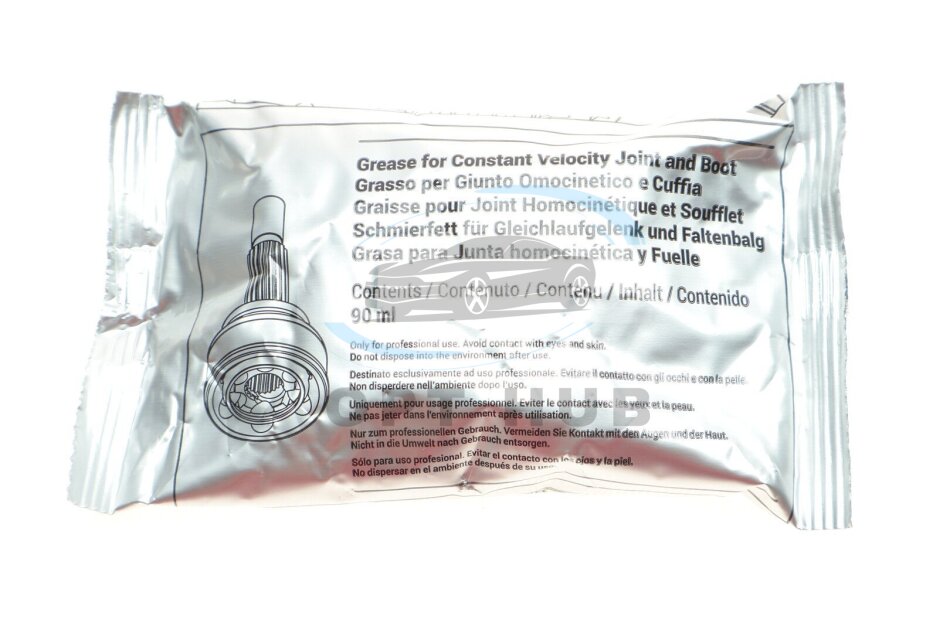 Grease for Constant Velocity Joint and Boot
Grasso per Giunto Omocinetico e Cuffia
Graisse pour Joint Homocinétique et Soufflet
Schmierfett für Gleichlaufgelenk und Faltenbalg
Grasa para Junta homocinética y Fuelle
Contents / Contenuto / Contenu / Inhalt / Contenido
90 ml
Only for professional use. Avoid contact with eyes and skin.
Do not dispose into the environment after use.
Destinato esclusivamente ad uso professionale. Evitare il contatto con gli occhi e con la pelle.
Non disperdere nell'ambiente dopo l'uso.
Uniquement pour usage professionnel. Eviter le contact avec les yeux et la peau.
Ne pas jeter dans l'environnement après utilisation.
Nur zum professionellen Gebrauch. Vermeiden Sie Kontakt mit den Augen und der Haut.
Nicht in die Umwelt nach Gebrauch entsorgen.
Sólo para uso profesional. Evitar el contacto con los ojos y la piel.
No dispersar en el ambiente después de su
HUB